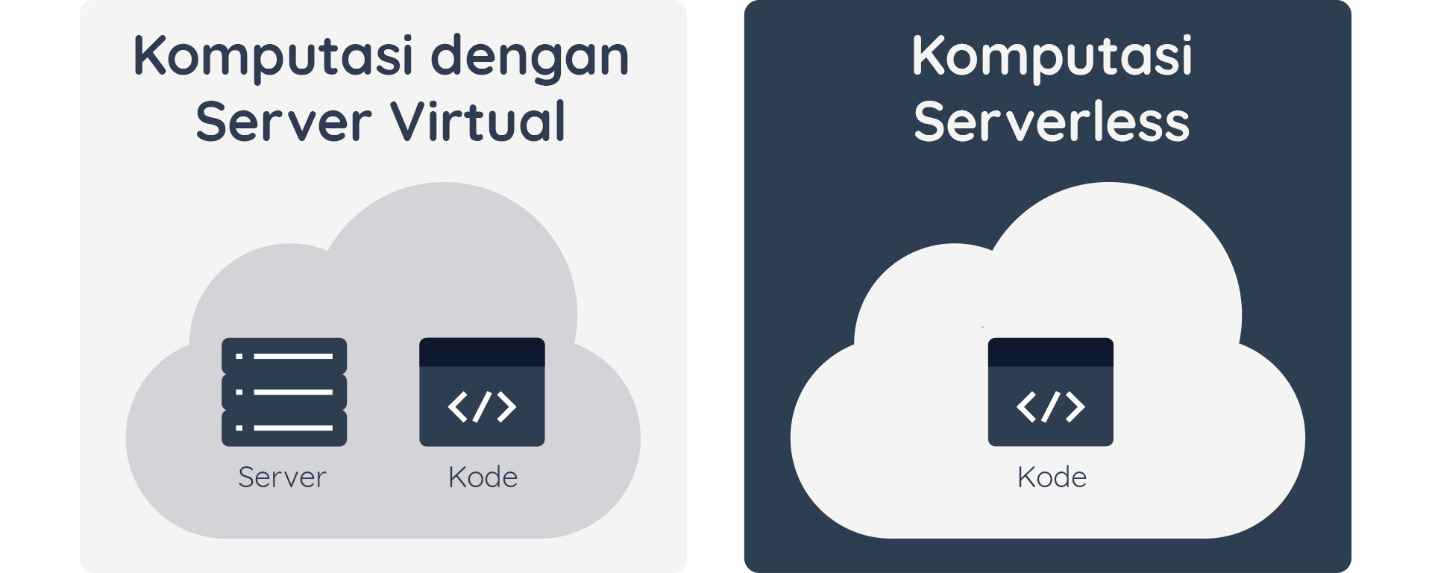 Komputasi dengan
Server Virtual
Server
Kode
Komputasi
Serverless
Kode